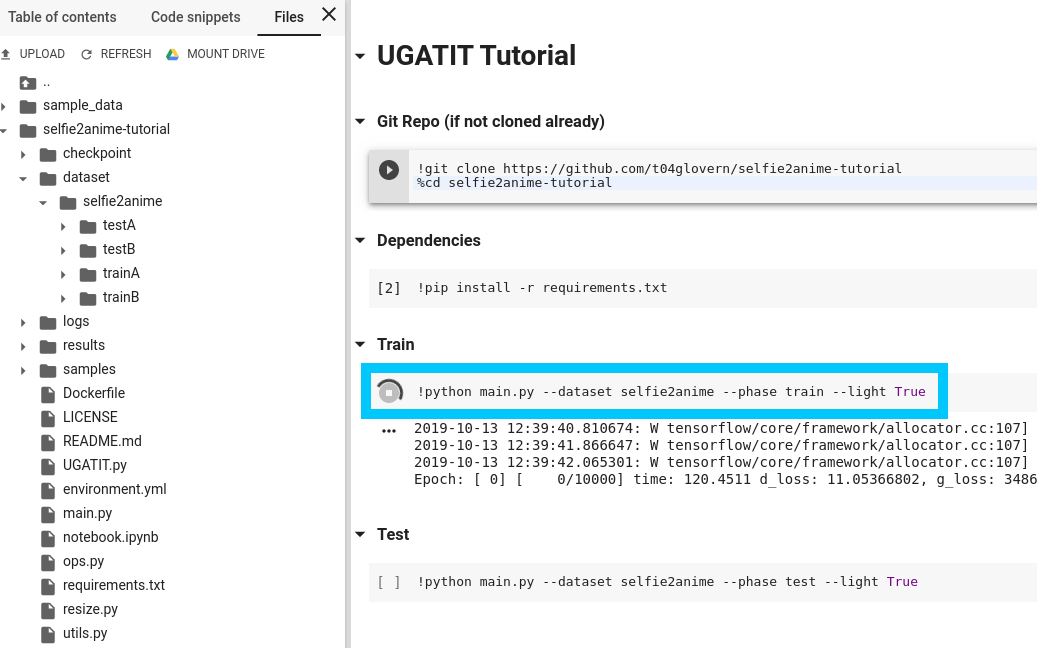 Table of contents Code snippets Files
UPLOAD REFRESH MOUNT DRIVE
..
sample_data
selfie2anime-tutorial
checkpoint
dataset
selfie2anime
testA
testB
trainA
trainB
logs
results
samples
Dockerfile
LICENSE
README.md
UGATIT.py
environment.yml
main.py
notebook.ipynb
ops.py
requirements.txt
resize.py
utils.py
UGATIT Tutorial
Git Repo (if not cloned already)
!git clone https://github.com/t04glovern/selfie2anime-tutorial
%cd selfie2anime-tutorial
Dependencies
[2] !pip install -r requirements.txt
Train
!python main.py --dataset selfie2anime --phase train --light True
2019-10-13 12:39:40.810674: W tensorflow/core/framework/allocator.cc:107]
2019-10-13 12:39:41.866647: W tensorflow/core/framework/allocator.cc:107]
2019-10-13 12:39:42.065301: W tensorflow/core/framework/allocator.cc:107]
Epoch: [ 0] [    0/10000] time: 120.4511 d_loss: 11.05366802, g_loss: 3486
Test
[ ] !python main.py --dataset selfie2anime --phase test --light True